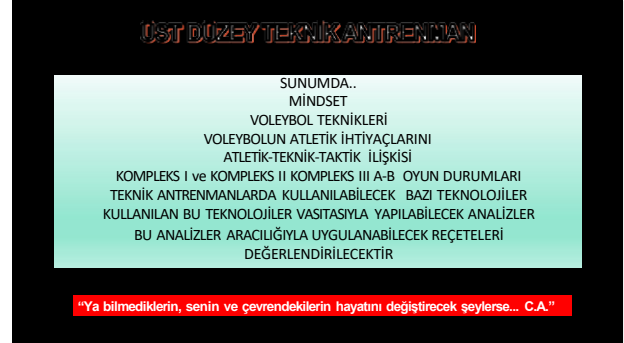 ÜST DÜZEY TEKNİK ANTRENMAN
SUNUMDA..
MİNDSET
VOLEYBOL TEKNİKLERİ
VOLEYBOLUN ATLETİK İHTİYAÇLARINI
ATLETİK-TEKNİK-TAKTİK İLİŞKİSİ
KOMPLEKS I ve KOMPLEKS II KOMPLEKS III A-B OYUN DURUMLARI
TEKNİK ANTRENMANLARDA KULLANILABİLECEK BAZI TEKNOLOJİLER
KULLANILAN BU TEKNOLOJİLER VASITASIYLA YAPILABİLECEK ANALİZLER
BU ANALİZLER ARACILIĞIYLA UYGULANABİLECEK REÇETELERİ
DEĞERLENDİRİLECEKTİR
“Ya bilmediklerin, senin ve çevrendekilerin hayatını değiştirecek şeylerse... C.A.”